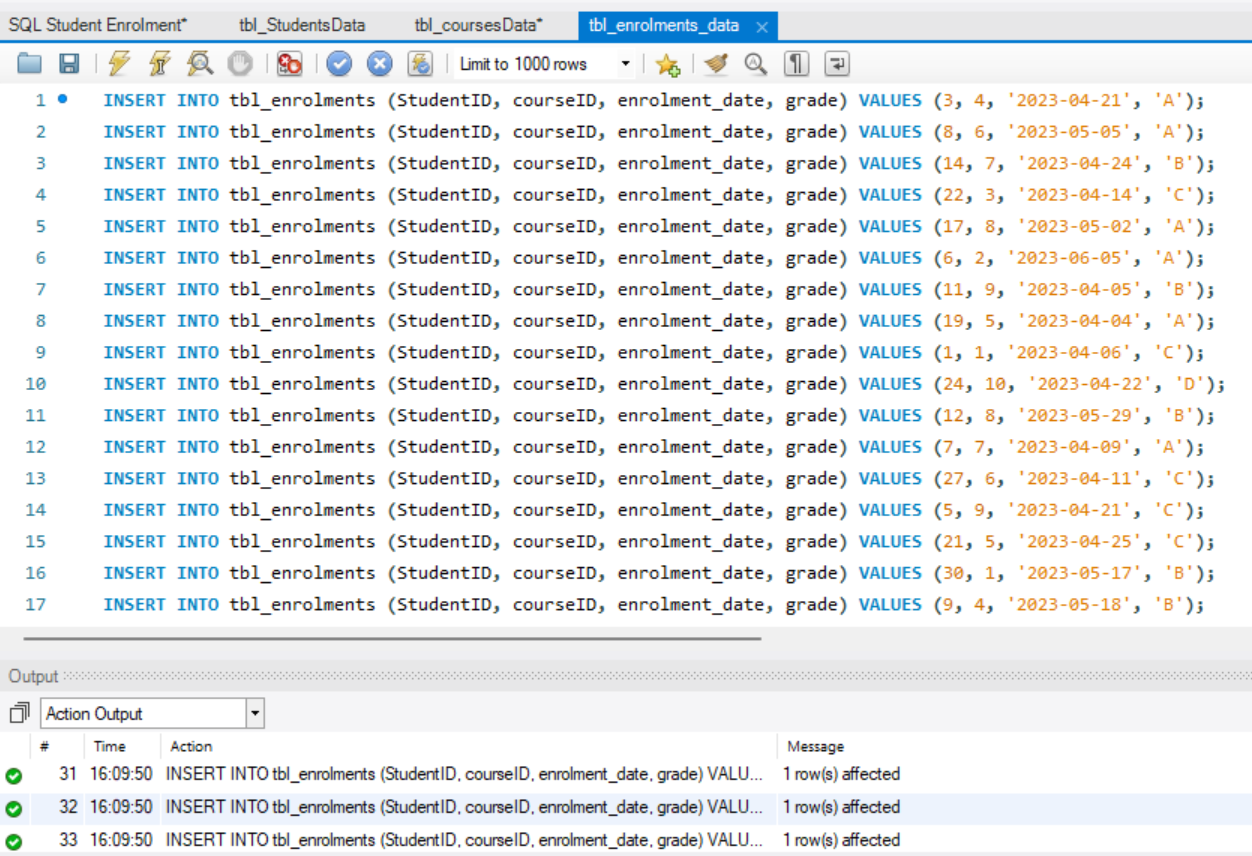 SQL Student Enrolment* tbl_StudentsData tbl_coursesData* tbl_enrolments_data ×
Limit to 1000 rows
1 INSERT INTO tbl_enrolments (StudentID, courseID, enrolment_date, grade) VALUES (3, 4, '2023-04-21', 'A');
2 INSERT INTO tbl_enrolments (StudentID, courseID, enrolment_date, grade) VALUES (8, 6, '2023-05-05', 'A');
3 INSERT INTO tbl_enrolments (StudentID, courseID, enrolment_date, grade) VALUES (14, 7, '2023-04-24', 'B');
4 INSERT INTO tbl_enrolments (StudentID, courseID, enrolment_date, grade) VALUES (22, 3, '2023-04-14', 'C');
5 INSERT INTO tbl_enrolments (StudentID, courseID, enrolment_date, grade) VALUES (17, 8, '2023-05-02', 'A');
6 INSERT INTO tbl_enrolments (StudentID, courseID, enrolment_date, grade) VALUES (6, 2, '2023-06-05', 'A');
7 INSERT INTO tbl_enrolments (StudentID, courseID, enrolment_date, grade) VALUES (11, 9, '2023-04-05', 'B');
8 INSERT INTO tbl_enrolments (StudentID, courseID, enrolment_date, grade) VALUES (19, 5, '2023-04-04', 'A');
9 INSERT INTO tbl_enrolments (StudentID, courseID, enrolment_date, grade) VALUES (1, 1, '2023-04-06', 'C');
10 INSERT INTO tbl_enrolments (StudentID, courseID, enrolment_date, grade) VALUES (24, 10, '2023-04-22', 'D');
11 INSERT INTO tbl_enrolments (StudentID, courseID, enrolment_date, grade) VALUES (12, 8, '2023-05-29', 'B');
12 INSERT INTO tbl_enrolments (StudentID, courseID, enrolment_date, grade) VALUES (7, 7, '2023-04-09', 'A');
13 INSERT INTO tbl_enrolments (StudentID, courseID, enrolment_date, grade) VALUES (27, 6, '2023-04-11', 'C');
14 INSERT INTO tbl_enrolments (StudentID, courseID, enrolment_date, grade) VALUES (5, 9, '2023-04-21', 'C');
15 INSERT INTO tbl_enrolments (StudentID, courseID, enrolment_date, grade) VALUES (21, 5, '2023-04-25', 'C');
16 INSERT INTO tbl_enrolments (StudentID, courseID, enrolment_date, grade) VALUES (30, 1, '2023-05-17', 'B');
17 INSERT INTO tbl_enrolments (StudentID, courseID, enrolment_date, grade) VALUES (9, 4, '2023-05-18', 'B');
Output
Action Output
# Time Action Message
31 16:09:50 INSERT INTO tbl_enrolments (StudentID, courseID, enrolment_date, grade) VALU... 1 row(s) affected
32 16:09:50 INSERT INTO tbl_enrolments (StudentID, courseID, enrolment_date, grade) VALU... 1 row(s) affected
33 16:09:50 INSERT INTO tbl_enrolments (StudentID, courseID, enrolment_date, grade) VALU... 1 row(s) affected